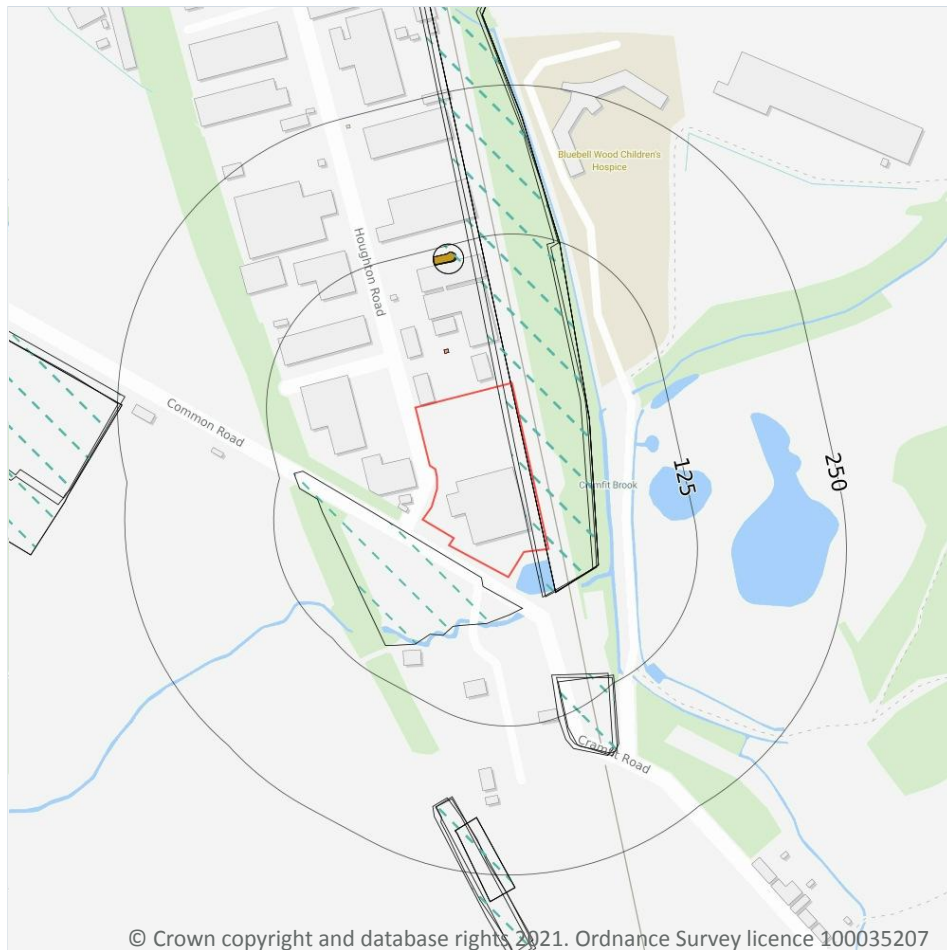 Bluebell Wood Children's
Hospice
Houghton Road
Common Road
125
250
Cramfit Brook
Cramfit Road
© Crown copyright and database rights 2021. Ordnance Survey licence 100035207